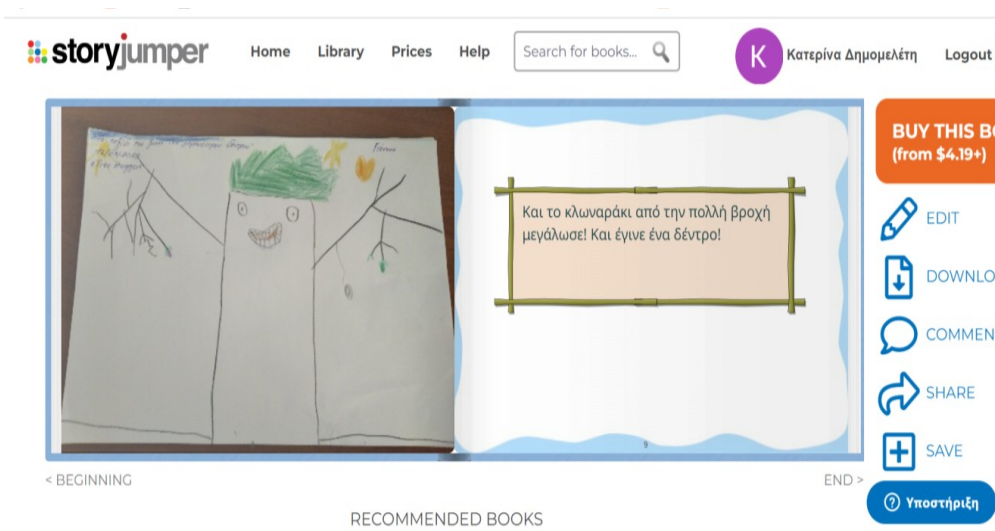 storyjumper
Home Library Prices Help Search for books... K Κατερίνα Δημομελέτη Logout
BUY THIS B
(from $4.19+)
Και το κλωναράκι από την πολλή βροχή
μεγάλωσε! Και έγινε ένα δέντρο!
EDIT
DOWNLO
COMMEN
SHARE
SAVE
9
< BEGINNING END >
Υποστήριξη
RECOMMENDED BOOKS